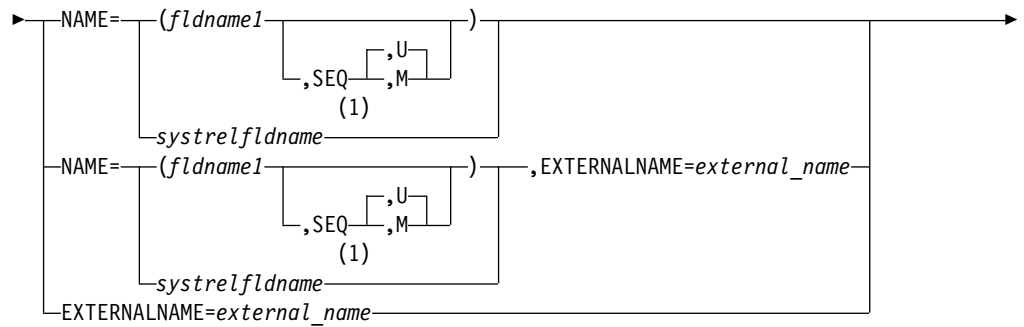 NAME= (fldname1 )
,U
,SEQ ,M
(1)
systrelfldname
NAME= (fldname1 ) ,EXTERNALNAME=external_name
,U
,SEQ ,M
(1)
systrelfldname
EXTERNALNAME=external_name